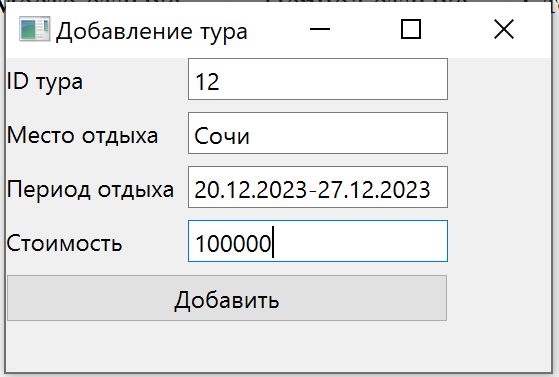 Добавление тура
ID тура 12
Место отдыха Сочи
Период отдыха 20.12.2023-27.12.2023
Стоимость 100000
Добавить